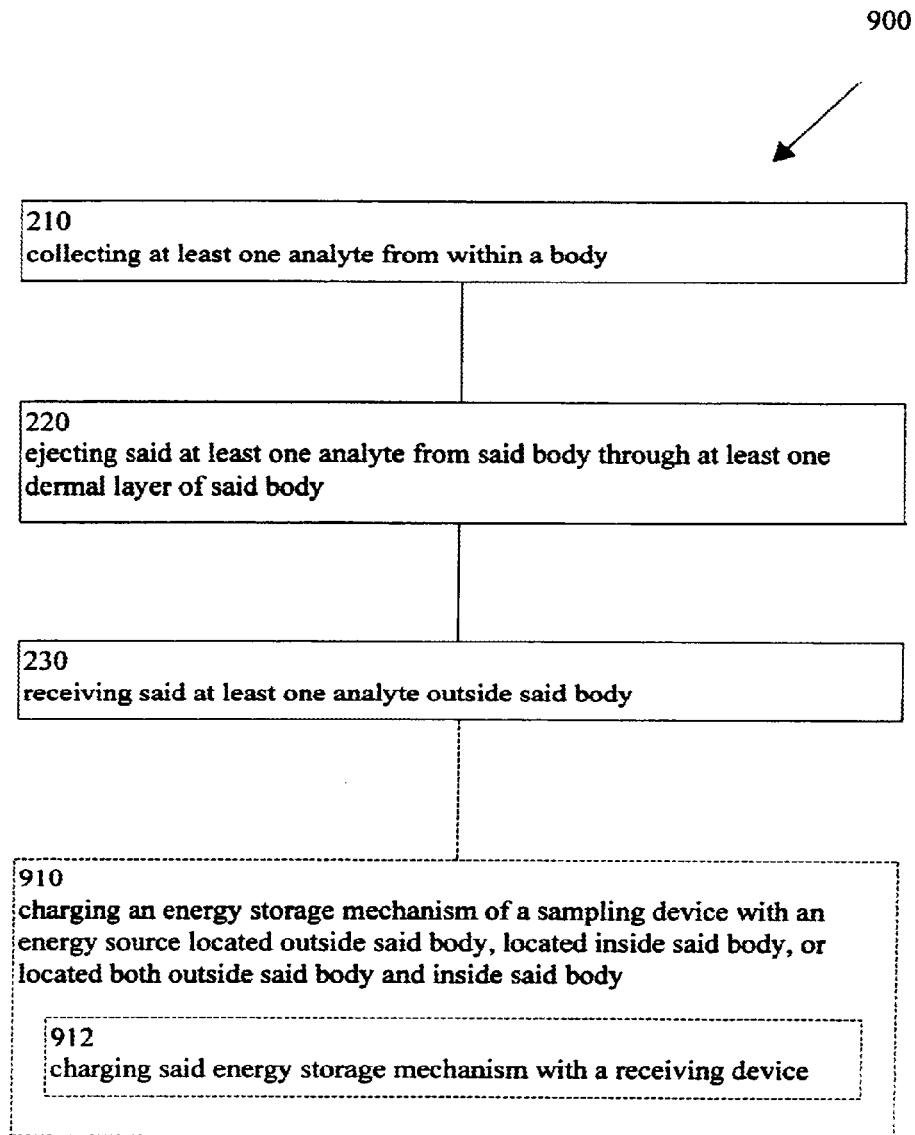 900
210
collecting at least one analyte from within a body
220
ejecting said at least one analyte from said body through at least one
dermal layer of said body
230
receiving said at least one analyte outside said body
910
charging an energy storage mechanism of a sampling device with an
energy source located outside said body, located inside said body, or
located both outside said body and inside said body
912
charging said energy storage mechanism with a receiving device